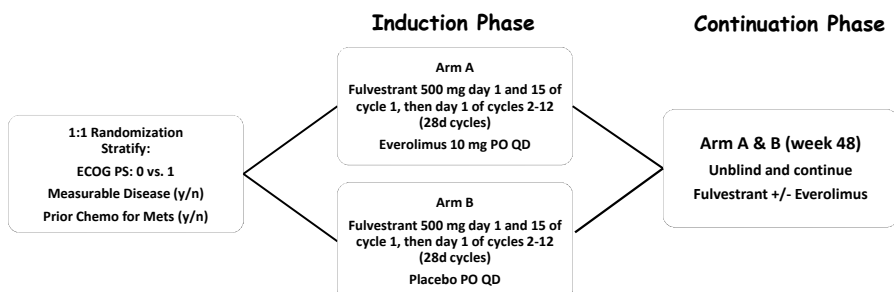 Induction Phase
Continuation Phase
1:1 Randomization
Stratify:
ECOG PS: 0 vs. 1
Measurable Disease (y/n)
Prior Chemo for Mets (y/n)
Arm A
Fulvestrant 500 mg day 1 and 15 of
cycle 1, then day 1 of cycles 2-12
(28d cycles)
Everolimus 10 mg PO QD
Arm B
Fulvestrant 500 mg day 1 and 15 of
cycle 1, then day 1 of cycles 2-12
(28d cycles)
Placebo PO QD
Arm A & B (week 48)
Unblind and continue
Fulvestrant +/- Everolimus